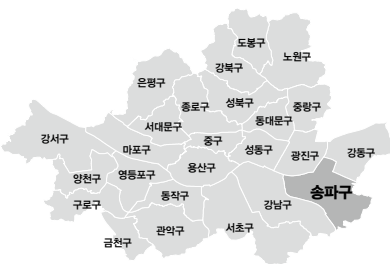 도봉구
노원구
강북구
은평구
성북구
중랑구
종로구
동대문구
서대문구
강서구
중구
마포구
성동구
광진구
강동구
용산구
영등포구
양천구
송파구
동작구
강남구
구로구
서초구
관악구
금천구